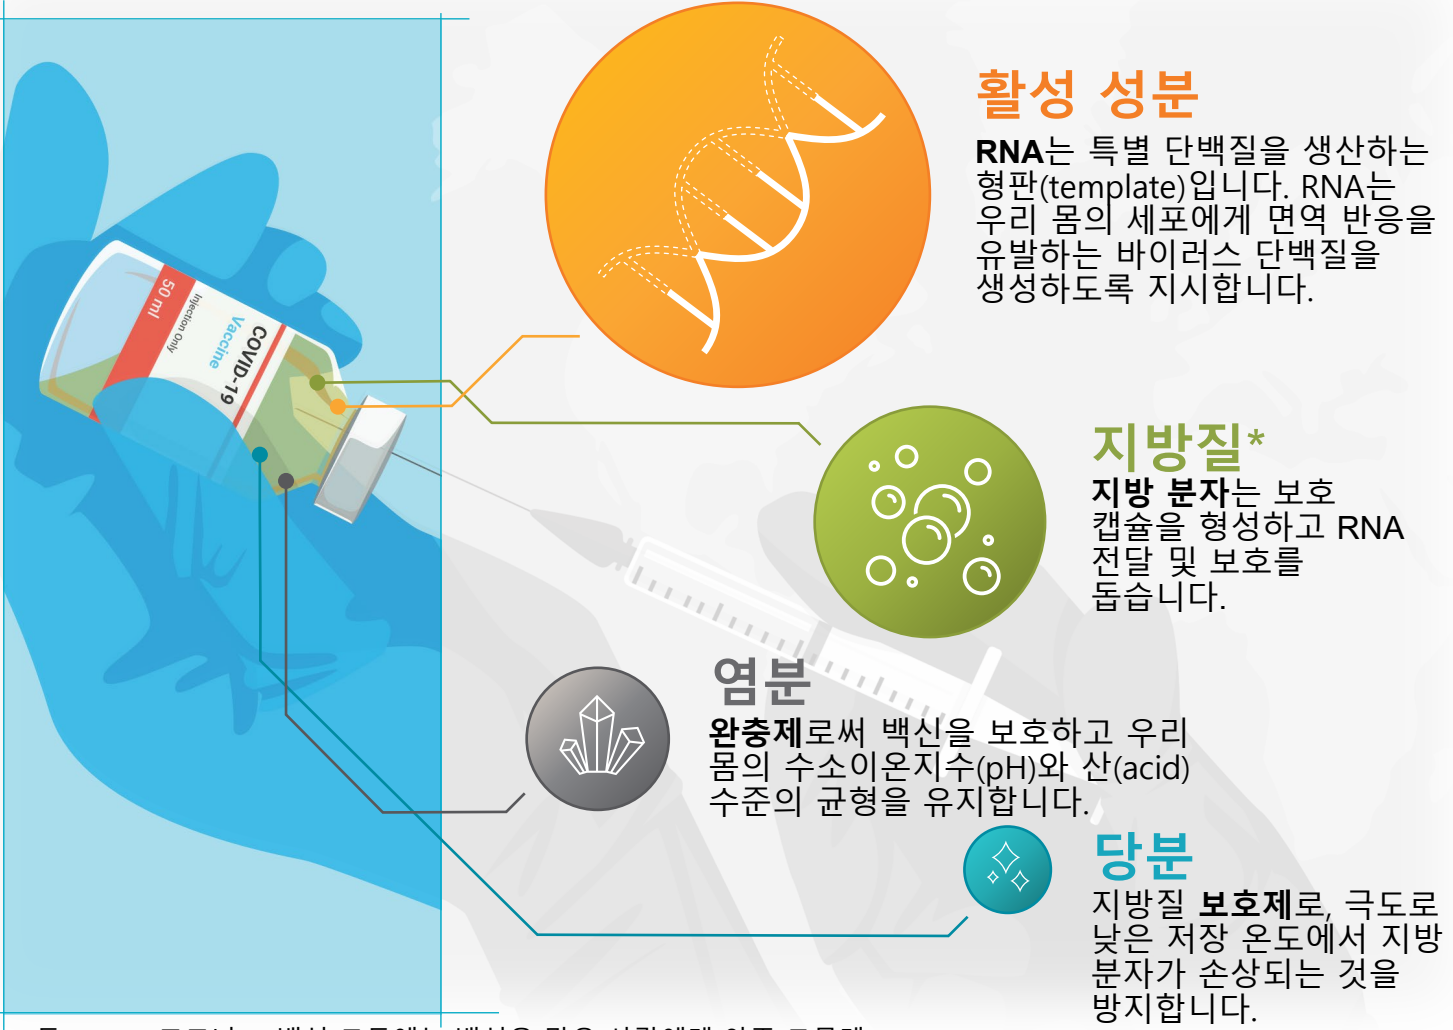 50 ml
Injection Only
Vaccine
COVID-19
활성 성분
RNA는 특별 단백질을 생산하는
형판(template)입니다. RNA는
우리 몸의 세포에게 면역 반응을
유발하는 바이러스 단백질을
생성하도록 지시합니다.
지방질*
지방 분자는 보호
캡슐을 형성하고 RNA
전달 및 보호를
돕습니다.
염분
완충제로써 백신을 보호하고 우리
몸의 수소이온지수(pH)와 산(acid)
수준의 균형을 유지합니다.
당분
지방질 보호제로, 극도로
낮은 저장 온도에서 지방
분자가 손상되는 것을
방지합니다.